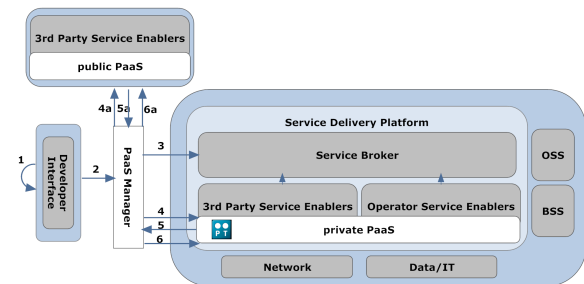 3rd Party Service Enablers
public PaaS
4a 5a 6a
1
Developer Interface
2
PaaS Manager
3
4
5
6
Service Delivery Platform
Service Broker
3rd Party Service Enablers
Operator Service Enablers
PT
private PaaS
OSS
BSS
Network
Data/IT